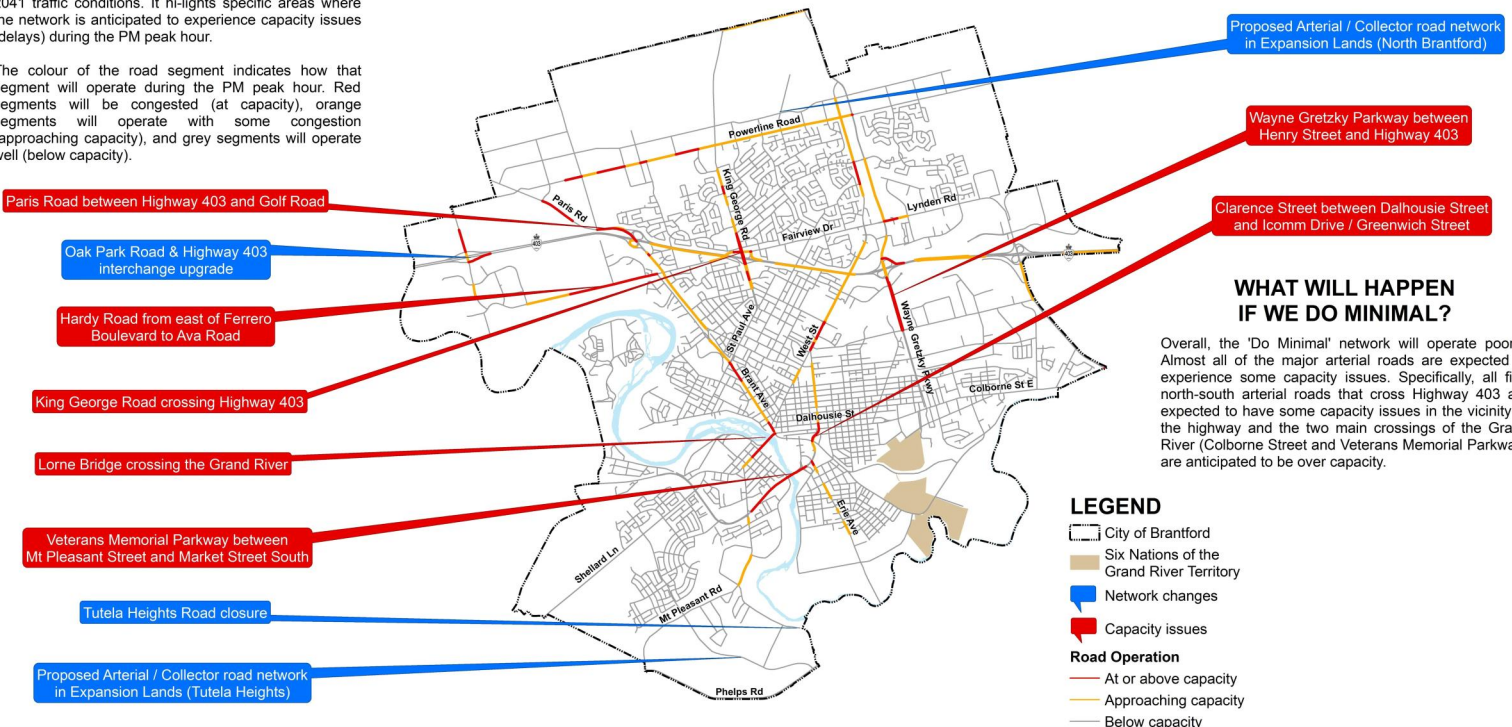 2041 traffic conditions. It hi-lights specific areas where
the network is anticipated to experience capacity issues
(delays) during the PM peak hour.
The colour of the road segment indicates how that
segment will operate during the PM peak hour. Red
segments will be congested (at capacity), orange
segments will operate with some congestion
(approaching capacity), and grey segments will operate
well (below capacity).
Paris Road between Highway 403 and Golf Road
Oak Park Road & Highway 403
interchange upgrade
Hardy Road from east of Ferrero
Boulevard to Ava Road
King George Road crossing Highway 403
Lorne Bridge crossing the Grand River
Veterans Memorial Parkway between
Mt Pleasant Street and Market Street South
Tutela Heights Road closure
Proposed Arterial / Collector road network
in Expansion Lands (Tutela Heights)
Powerline Road
Paris Rd
King George Rd
Lynden Rd
Fairview Dr
403
403
St Paul Ave
West St
Wayne Gretzky Pkwy
Brant Ave
Colborne St E
Dalhousie St
Erie Ave
Shellard Ln
Mt Pleasant Rd
Phelps Rd
Proposed Arterial / Collector road network
in Expansion Lands (North Brantford)
Wayne Gretzky Parkway between
Henry Street and Highway 403
Clarence Street between Dalhousie Street
and Icomm Drive / Greenwich Street
WHAT WILL HAPPEN
IF WE DO MINIMAL?
Overall, the 'Do Minimal' network will operate poor
Almost all of the major arterial roads are expected
experience some capacity issues. Specifically, all fi
north-south arterial roads that cross Highway 403 a
expected to have some capacity issues in the vicinity
the highway and the two main crossings of the Gra
River (Colborne Street and Veterans Memorial Parkwa
are anticipated to be over capacity.
LEGEND
City of Brantford
Six Nations of the
Grand River Territory
Network changes
Capacity issues
Road Operation
At or above capacity
Approaching capacity
Below capacity